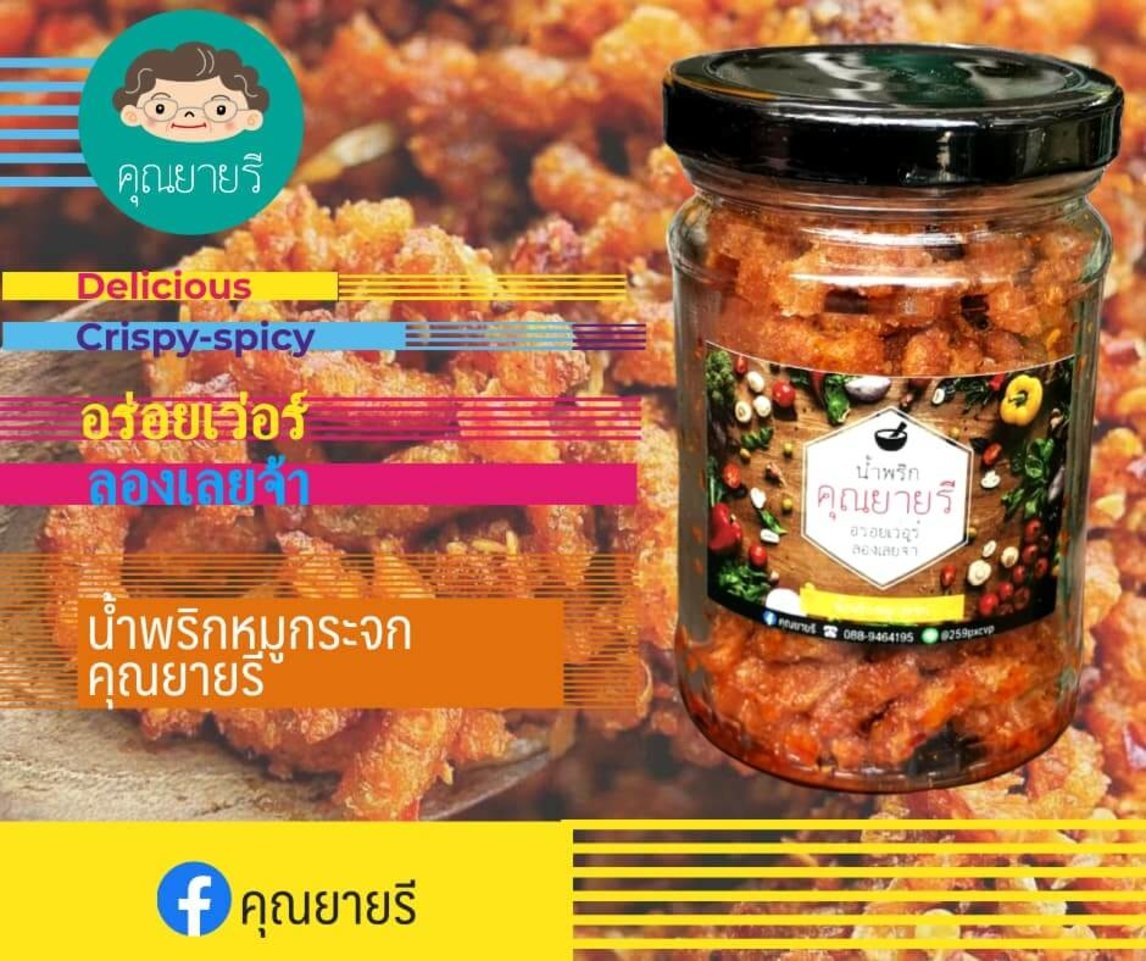 คุณยายรี
Delicious
Crispy-spicy
อร่อยเว่อร์
ลองเลยจ้า
น้ำพริกหมูกระจก
คุณยายรี
น้ำพริก
คุณยายรี
อร่อยเว่อร์
ลองเลยจ้า
คุณยายรี 088-9464195 @259pxcvp
คุณยายรี